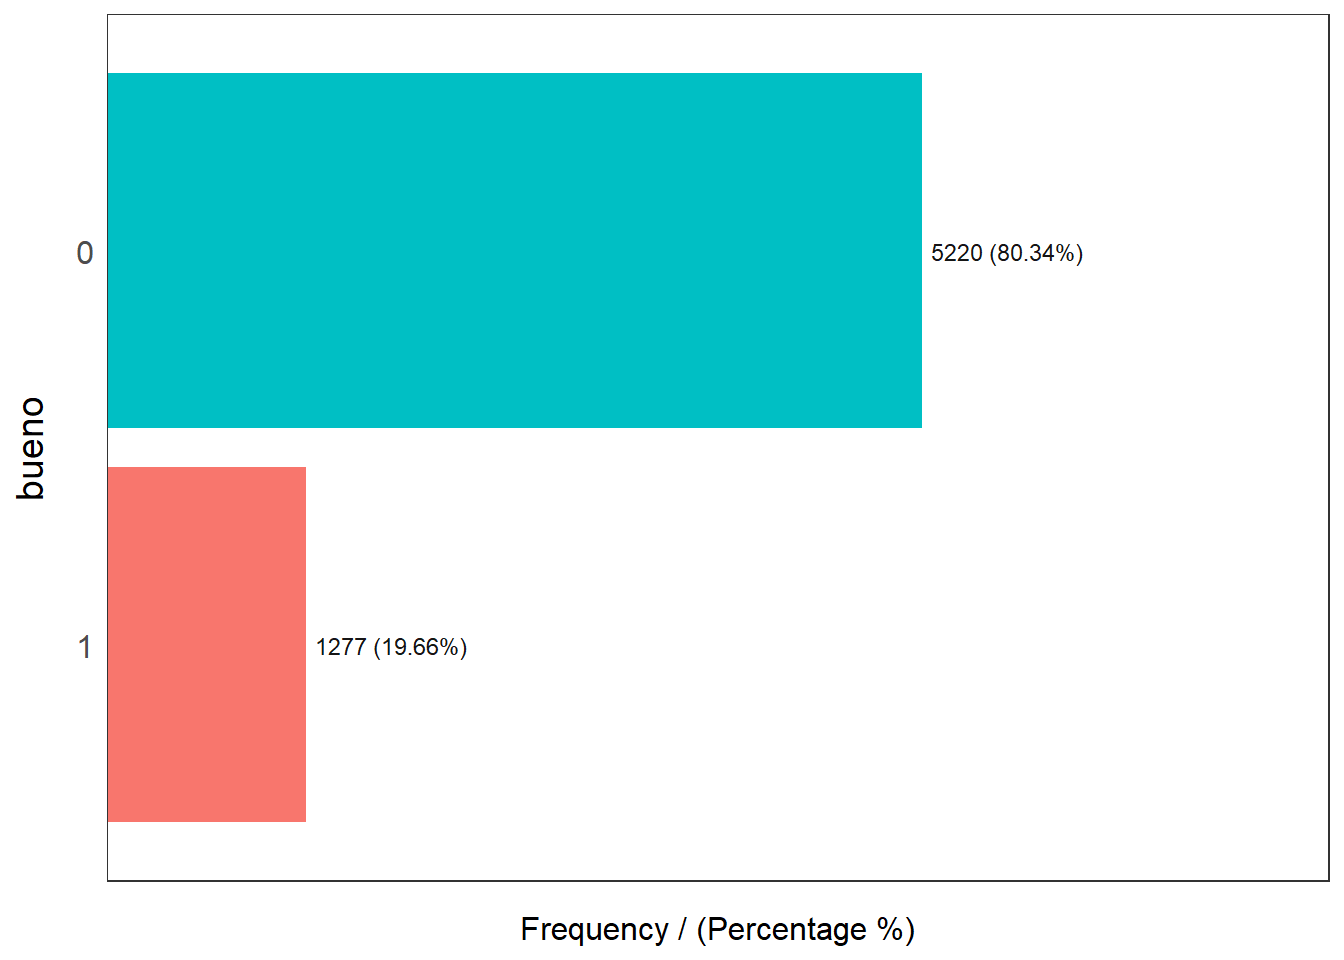 bueno
0
5220 (80.34%)
1
1277 (19.66%)
Frequency / (Percentage %)